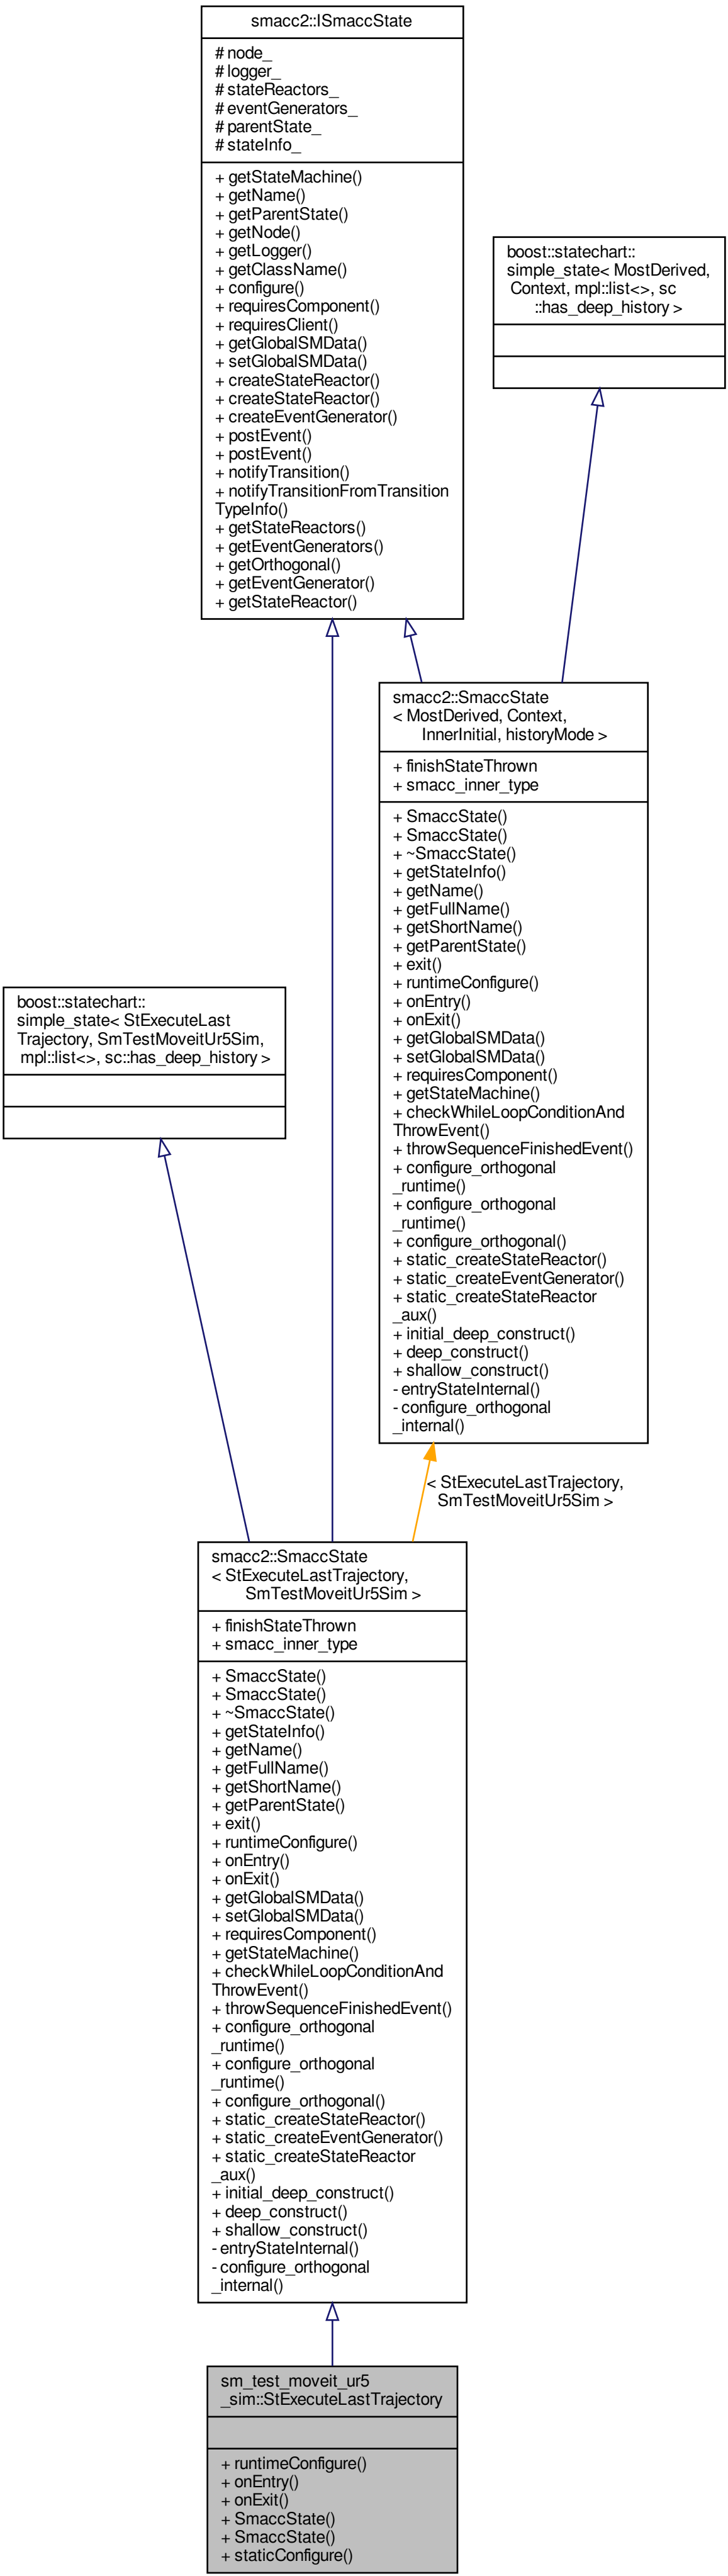 smacc2::ISmaccState
# node_
# logger_
# stateReactors_
# eventGenerators_
# parentState_
# stateInfo_
+ getStateMachine()
+ getName()
+ getParentState()
+ getNode()
+ getLogger()
+ getClassName()
+ configure()
+ requiresComponent()
+ requiresClient()
+ getGlobalSMData()
+ setGlobalSMData()
+ createStateReactor()
+ createStateReactor()
+ createEventGenerator()
+ postEvent()
+ postEvent()
+ notifyTransition()
+ notifyTransitionFromTransition
TypeInfo()
+ getStateReactors()
+ getEventGenerators()
+ getOrthogonal()
+ getEventGenerator()
+ getStateReactor()
boost::statechart::
simple_state< MostDerived,
Context, mpl::list<>, sc
::has_deep_history >
smacc2::SmaccState
< MostDerived, Context,
InnerInitial, historyMode >
+ finishStateThrown
+ smacc_inner_type
+ SmaccState()
+ SmaccState()
+ ~SmaccState()
+ getStateInfo()
+ getName()
+ getFullName()
+ getShortName()
+ getParentState()
+ exit()
+ runtimeConfigure()
+ onEntry()
+ onExit()
+ getGlobalSMData()
+ setGlobalSMData()
+ requiresComponent()
+ getStateMachine()
+ checkWhileLoopConditionAnd
ThrowEvent()
+ throwSequenceFinishedEvent()
+ configure_orthogonal
_runtime()
+ configure_orthogonal
_runtime()
+ configure_orthogonal()
+ static_createStateReactor()
+ static_createEventGenerator()
+ static_createStateReactor
_aux()
+ initial_deep_construct()
+ deep_construct()
+ shallow_construct()
- entryStateInternal()
- configure_orthogonal
_internal()
boost::statechart::
simple_state< StExecuteLast
Trajectory, SmTestMoveitUr5Sim,
mpl::list<>, sc::has_deep_history >
< StExecuteLastTrajectory,
SmTestMoveitUr5Sim >
smacc2::SmaccState
< StExecuteLastTrajectory,
SmTestMoveitUr5Sim >
+ finishStateThrown
+ smacc_inner_type
+ SmaccState()
+ SmaccState()
+ ~SmaccState()
+ getStateInfo()
+ getName()
+ getFullName()
+ getShortName()
+ getParentState()
+ exit()
+ runtimeConfigure()
+ onEntry()
+ onExit()
+ getGlobalSMData()
+ setGlobalSMData()
+ requiresComponent()
+ getStateMachine()
+ checkWhileLoopConditionAnd
ThrowEvent()
+ throwSequenceFinishedEvent()
+ configure_orthogonal
_runtime()
+ configure_orthogonal
_runtime()
+ configure_orthogonal()
+ static_createStateReactor()
+ static_createEventGenerator()
+ static_createStateReactor
_aux()
+ initial_deep_construct()
+ deep_construct()
+ shallow_construct()
- entryStateInternal()
- configure_orthogonal
_internal()
sm_test_moveit_ur5
_sim::StExecuteLastTrajectory
+ runtimeConfigure()
+ onEntry()
+ onExit()
+ SmaccState()
+ SmaccState()
+ staticConfigure()